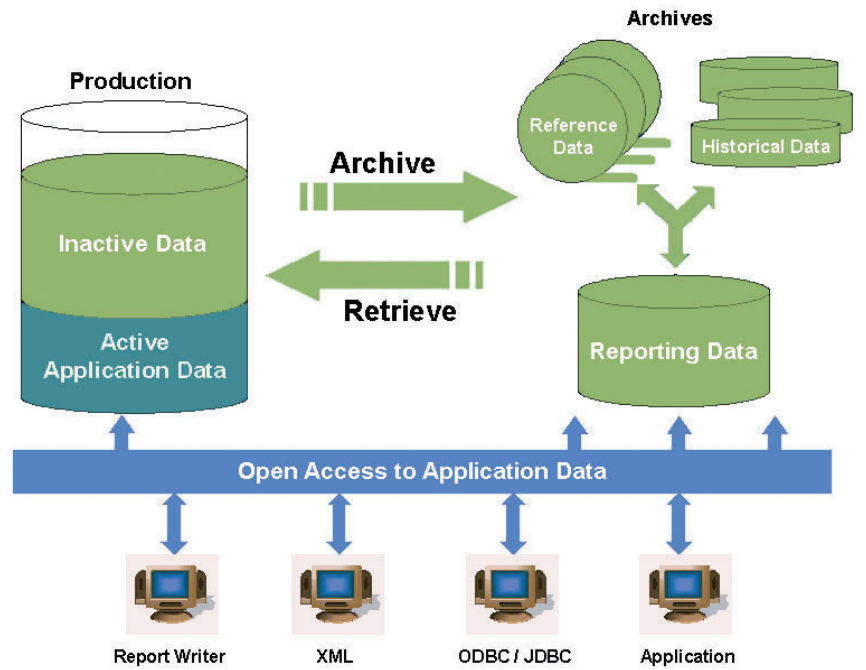 Archives
Production
Reference
Data
Historical Data
Archive
Inactive Data
Retrieve
Active
Application Data
Reporting Data
Open Access to Application Data
Report Writer
XML
ODBC / JDBC
Application